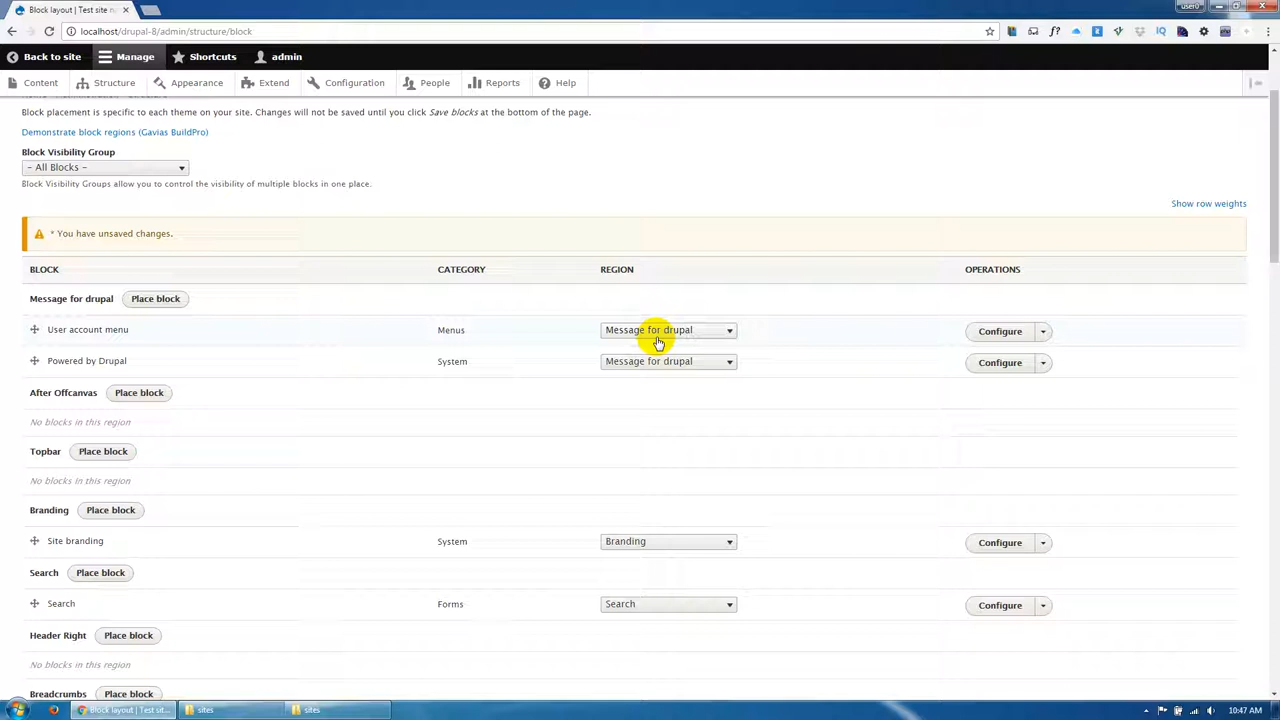 Block layout | Test site n
user0
localhost/drupal-8/admin/structure/block
Back to site Manage Shortcuts admin
Content Structure Appearance Extend Configuration People Reports Help
Block placement is specific to each theme on your site. Changes will not be saved until you click Save blocks at the bottom of the page.
Demonstrate block regions (Gavias BuildPro)
Block Visibility Group
- All Blocks -
Block Visibility Groups allow you to control the visibility of multiple blocks in one place.
Show row weights
* You have unsaved changes.
BLOCK CATEGORY REGION OPERATIONS
Message for drupal Place block
User account menu Menus Message for drupal Configure
Powered by Drupal System Message for drupal Configure
After Offcanvas Place block
No blocks in this region
Topbar Place block
No blocks in this region
Branding Place block
Site branding System Branding Configure
Search Place block
Search Forms Search Configure
Header Right Place block
No blocks in this region
Breadcrumbs Place block
Block layout | Test sit... sites sites 10:47 AM